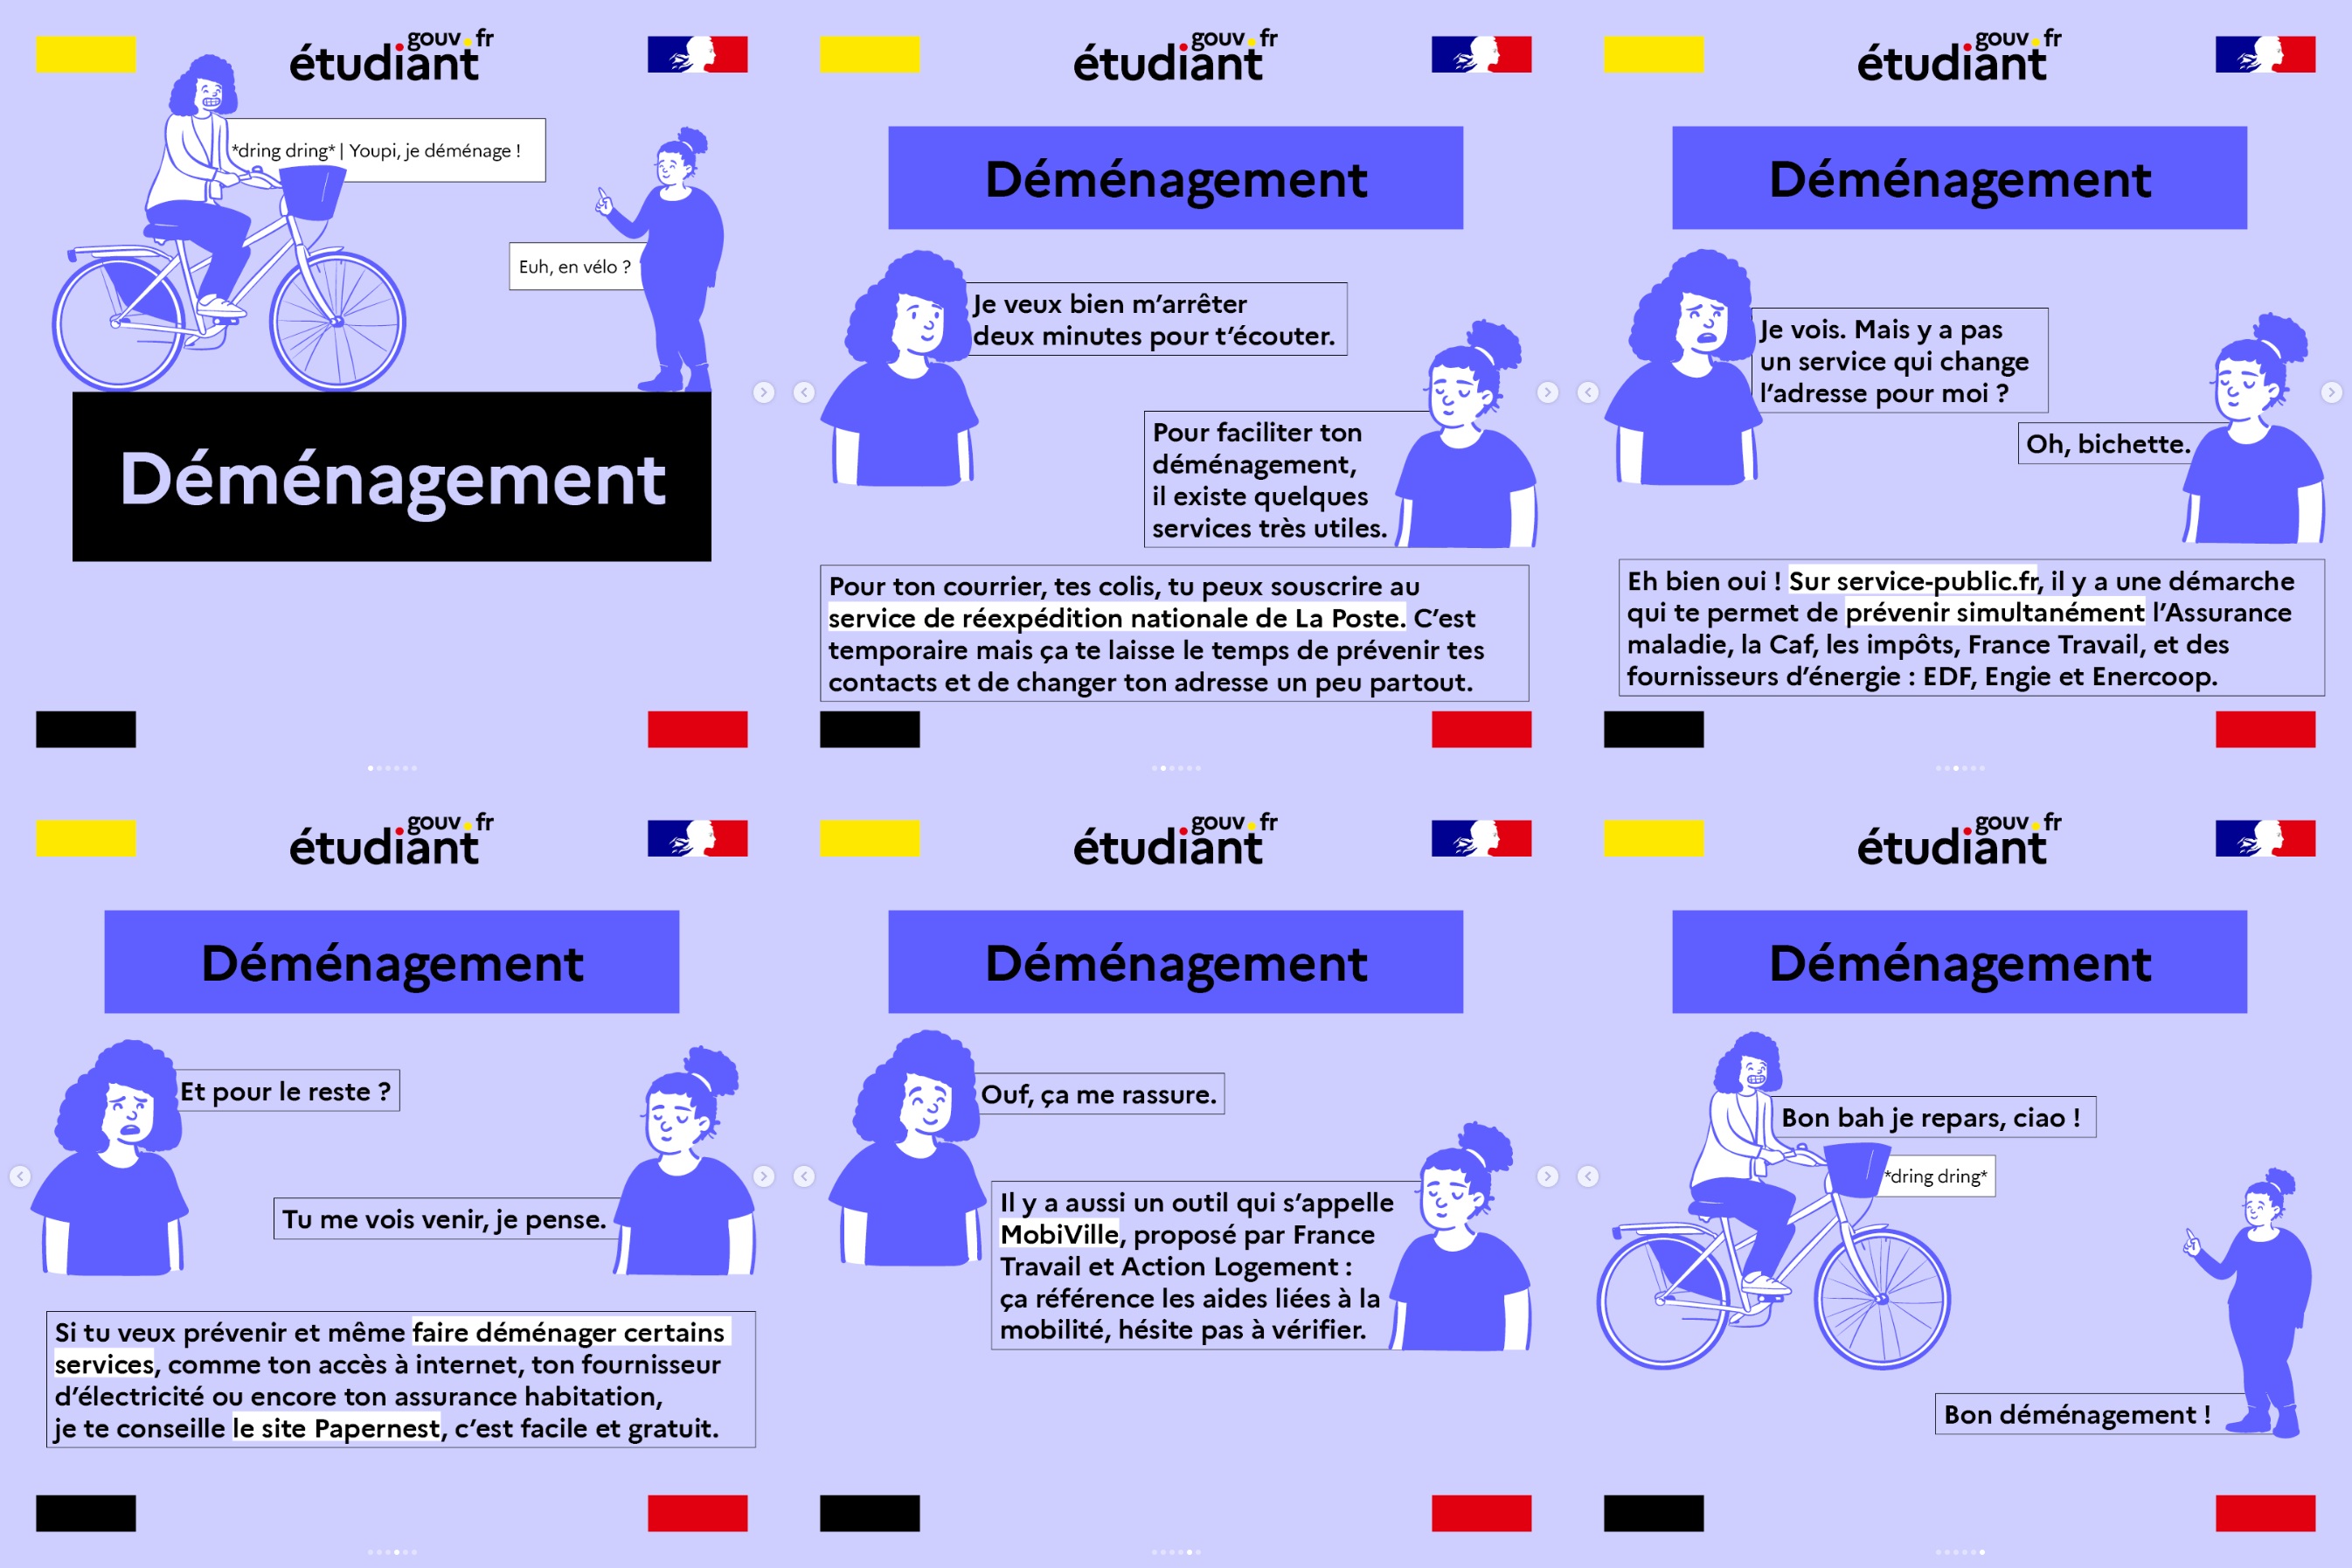 étudiant.gouv.fr
*dring dring* | Youpi, je déménage !
Euh, en vélo ?
Déménagement
étudiant.gouv.fr
Déménagement
Je veux bien m’arrêter
deux minutes pour t’écouter.
Pour faciliter ton
déménagement,
il existe quelques
services très utiles.
Pour ton courrier, tes colis, tu peux souscrire au
service de réexpédition nationale de La Poste. C’est
temporaire mais ça te laisse le temps de prévenir tes
contacts et de changer ton adresse un peu partout.
étudiant.gouv.fr
Déménagement
Je vois. Mais y a pas
un service qui change
l’adresse pour moi ?
Oh, bichette.
Eh bien oui ! Sur service-public.fr, il y a une démarche
qui te permet de prévenir simultanément l’Assurance
maladie, la Caf, les impôts, France Travail, et des
fournisseurs d’énergie : EDF, Engie et Enercoop.
étudiant.gouv.fr
Déménagement
Et pour le reste ?
Tu me vois venir, je pense.
Si tu veux prévenir et même faire déménager certains
services, comme ton accès à internet, ton fournisseur
d’électricité ou encore ton assurance habitation,
je te conseille le site Papernest, c’est facile et gratuit.
étudiant.gouv.fr
Déménagement
Ouf, ça me rassure.
Il y a aussi un outil qui s’appelle
MobiVille, proposé par France
Travail et Action Logement :
ça référence les aides liées à la
mobilité, hésite pas à vérifier.
étudiant.gouv.fr
Déménagement
Bon bah je repars, ciao !
*dring dring*
Bon déménagement !